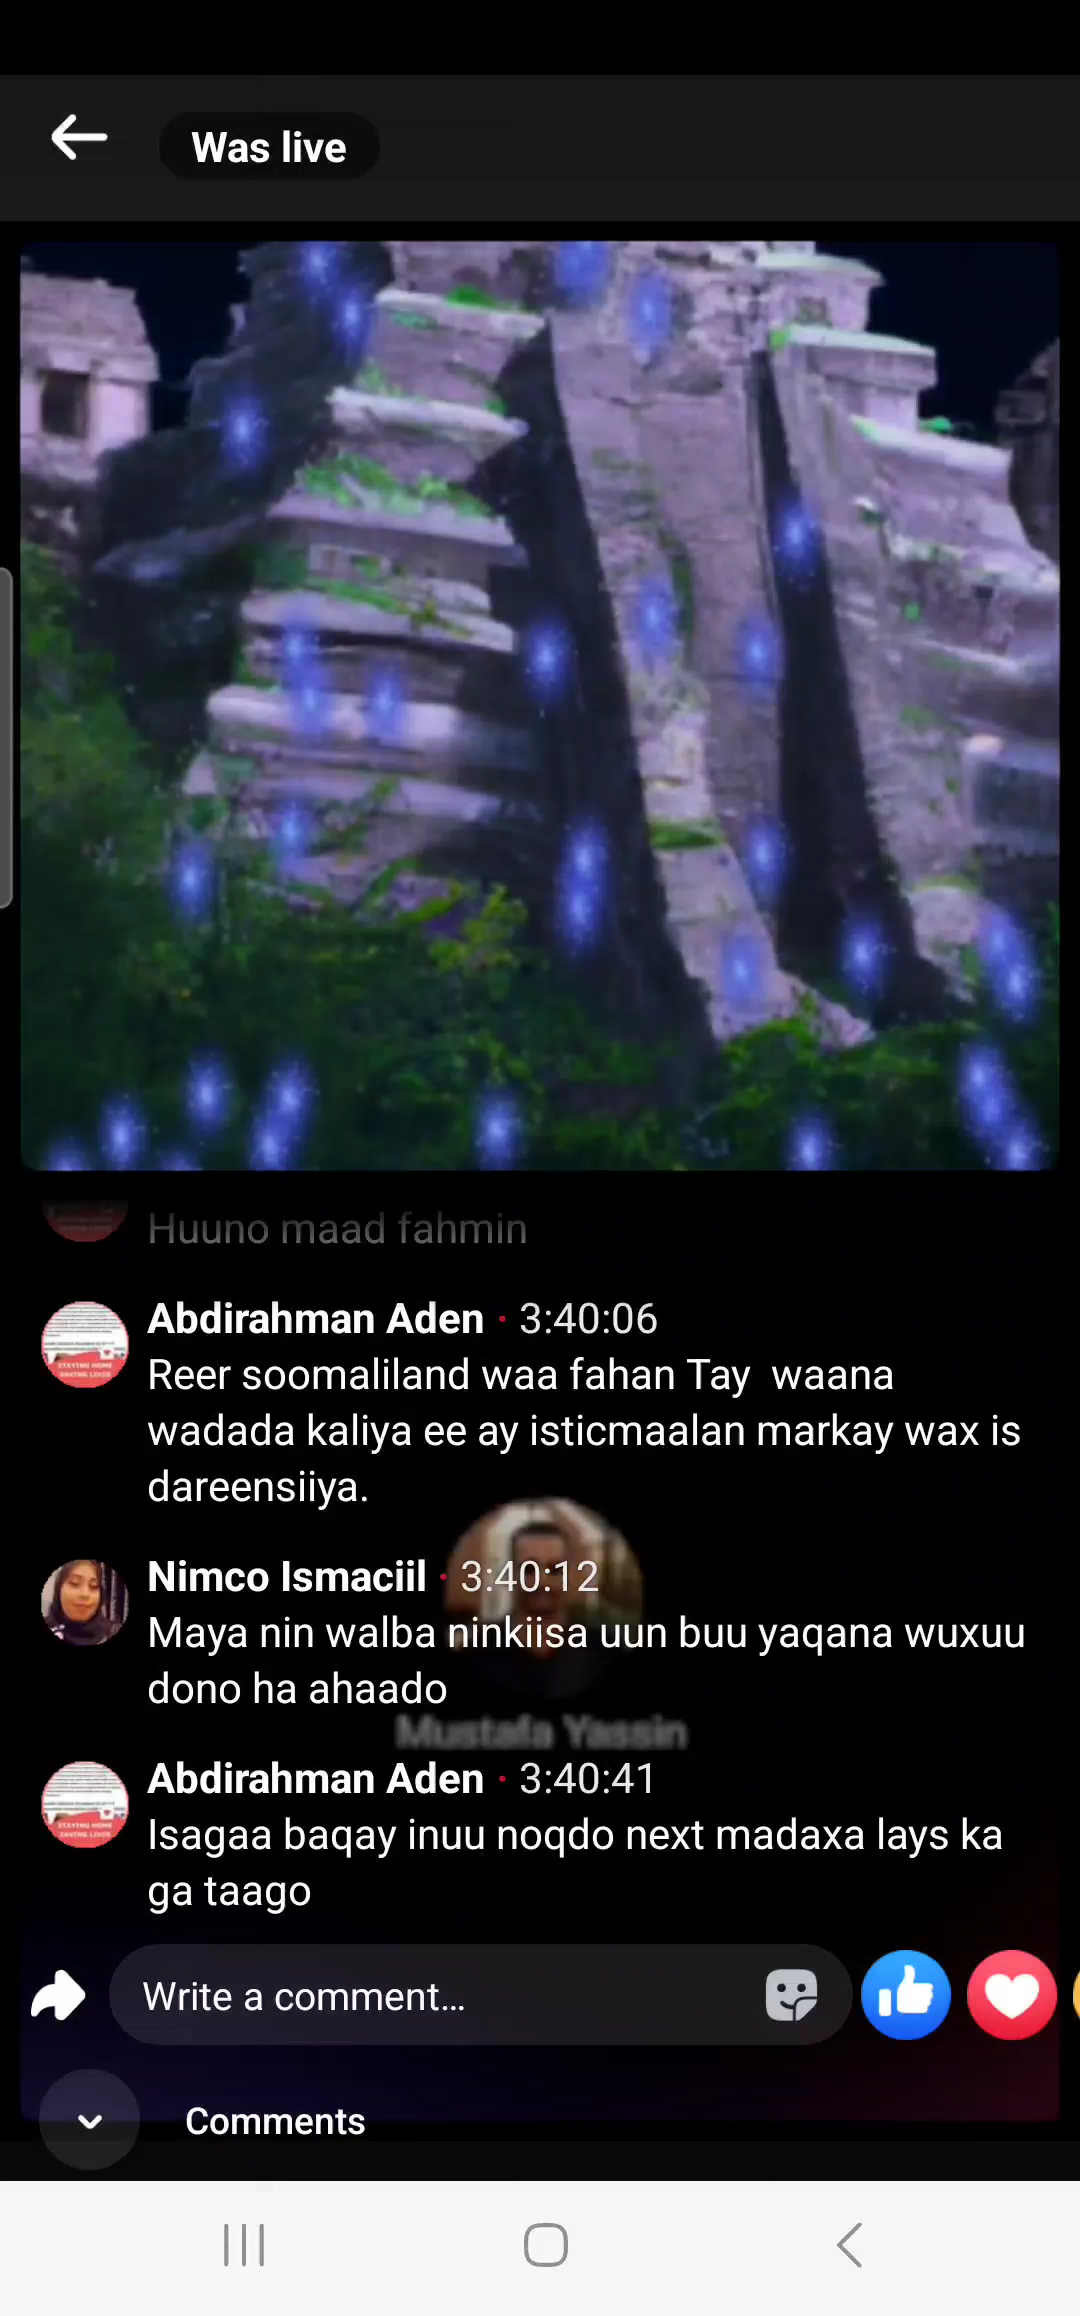 Was live
Huuno maad fahmin
Abdirahman Aden · 3:40:06
Reer soomaliland waa fahan Tay waana
wadada kaliya ee ay isticmaalan markay wax is
dareensiiya.
Nimco Ismaciil · 3:40:12
Maya nin walba ninkiisa uun buu yaqana wuxuu
dono ha ahaado
Mustafa Yassin
Abdirahman Aden · 3:40:41
Isagaa baqay inuu noqdo next madaxa lays ka
ga taago
Write a comment...
Comments